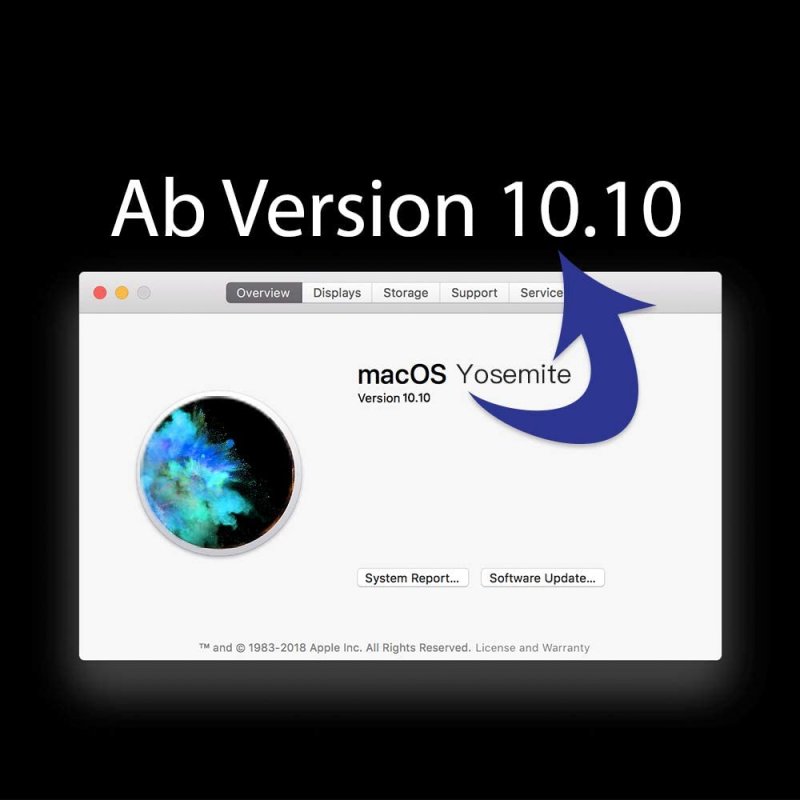 Ab Version 10.10
Overview Displays Storage Support Service
macOS Yosemite
Version 10.10
System Report... Software Update...
™ and © 1983-2018 Apple Inc. All Rights Reserved. License and Warranty